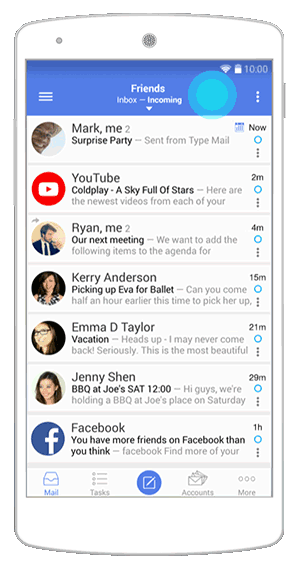 10:00
Friends
Inbox — Incoming
Mark, me 2
Now
Surprise Party — Sent from Type Mail
YouTube
2m
Coldplay - A Sky Full Of Stars — Here are
the newest videos from each of your
Ryan, me 2
4m
Our next meeting — We want to add the
following items to the agenda for
Kerry Anderson
15m
Picking up Eva for Ballet — Can you come
half an hour earlier this time to pick her up,
Emma D Taylor
21m
Vacation — Heads up - I may never come
back! Seriously. This is the most beautiful
Jenny Shen
29m
BBQ at Joe's SAT 12:00 — Hi guys, we're
holding a BBQ at Joe's place on Saturday
Facebook
1h
You have more friends on Facebook than
you think — facebook Find more of your
Mail Tasks Accounts More